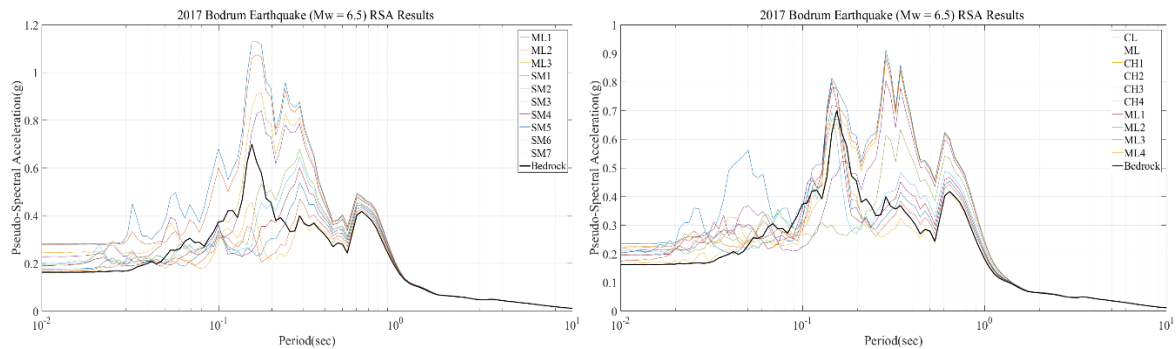 2017 Bodrum Earthquake (Mw = 6.5) RSA Results
Pseudo-Spectral Acceleration(g)
1.2
1
0.8
0.6
0.4
0.2
0
10-2
10-1
100
101
Period(sec)
ML1
ML2
ML3
SM1
SM2
SM3
SM4
SM5
SM6
SM7
Bedrock
2017 Bodrum Earthquake (Mw = 6.5) RSA Results
Pseudo-Spectral Acceleration(g)
1
0.9
0.8
0.7
0.6
0.5
0.4
0.3
0.2
0.1
0
10-2
10-1
100
101
Period(sec)
CL
ML
CH1
CH2
CH3
CH4
ML1
ML2
ML3
ML4
Bedrock